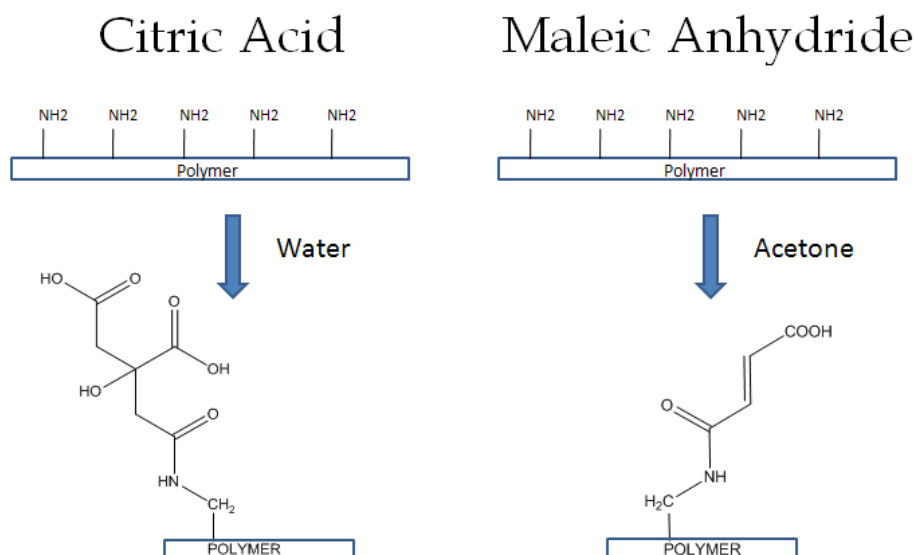 Citric Acid
Maleic Anhydride
NH2 NH2 NH2 NH2 NH2
NH2 NH2 NH2 NH2 NH2
Polymer
Polymer
Water
Acetone
HO O
O
OH
HO
O
HN
CH2
POLYMER
COOH
O
NH
H2C
POLYMER